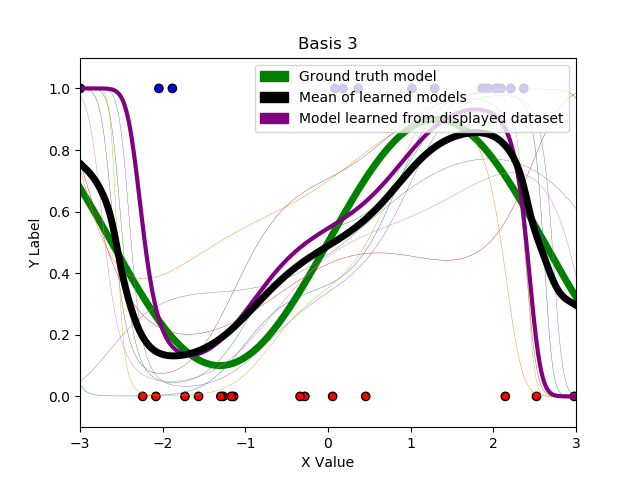 Basis 3
Ground truth model
Mean of learned models
Model learned from displayed dataset
Y Label
1.0
0.8
0.6
0.4
0.2
0.0
−3
−2
−1
0
1
2
3
X Value